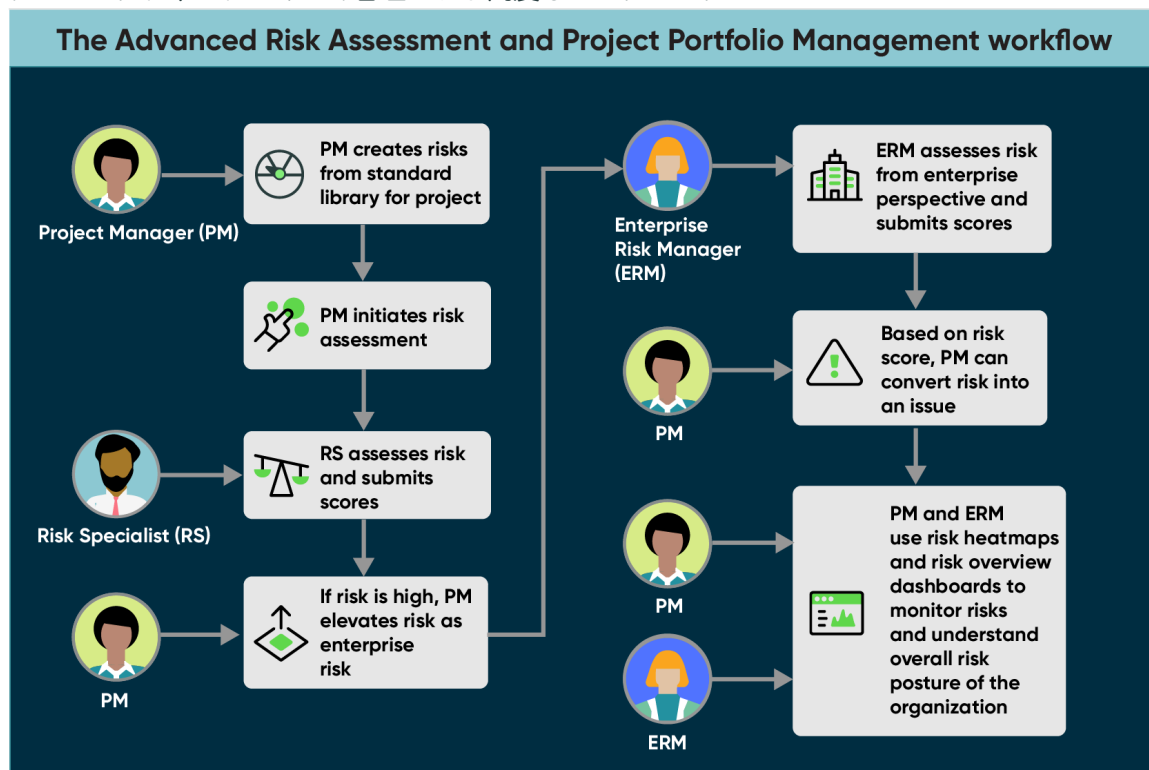 The Advanced Risk Assessment and Project Portfolio Management workflow
PM creates risks
from standard
library for project
Project Manager (PM)
PM initiates risk
assessment
RS assesses risk
and submits
scores
Risk Specialist (RS)
If risk is high, PM
elevates risk as
enterprise
risk
PM
Enterprise
Risk Manager
(ERM)
ERM assesses risk
from enterprise
perspective and
submits scores
Based on risk
score, PM can
convert risk into
an issue
PM
PM and ERM
use risk heatmaps
and risk overview
dashboards to
monitor risks
and understand
overall risk
posture of the
organization
PM
ERM